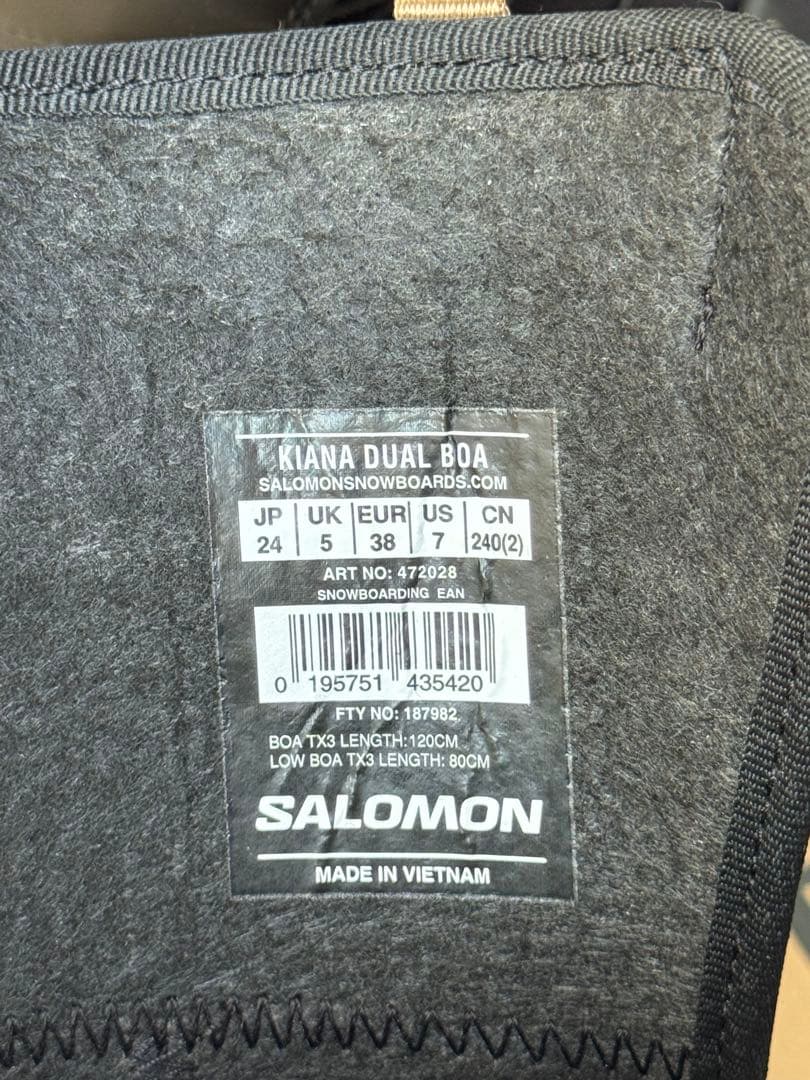 KIANA DUAL BOA
SALOMONSNOWBOARDS.COM
JP UK EUR US CN
24 5 38 7 240(2)
ART NO: 472028
SNOWBOARDING EAN
0 195751 435420
FTY NO: 187982
BOA TX3 LENGTH:120CM
LOW BOA TX3 LENGTH: 80CM
SALOMON
MADE IN VIETNAM